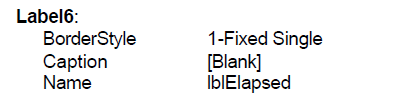 Label6:
BorderStyle 1-Fixed Single
Caption [Blank]
Name lblElapsed